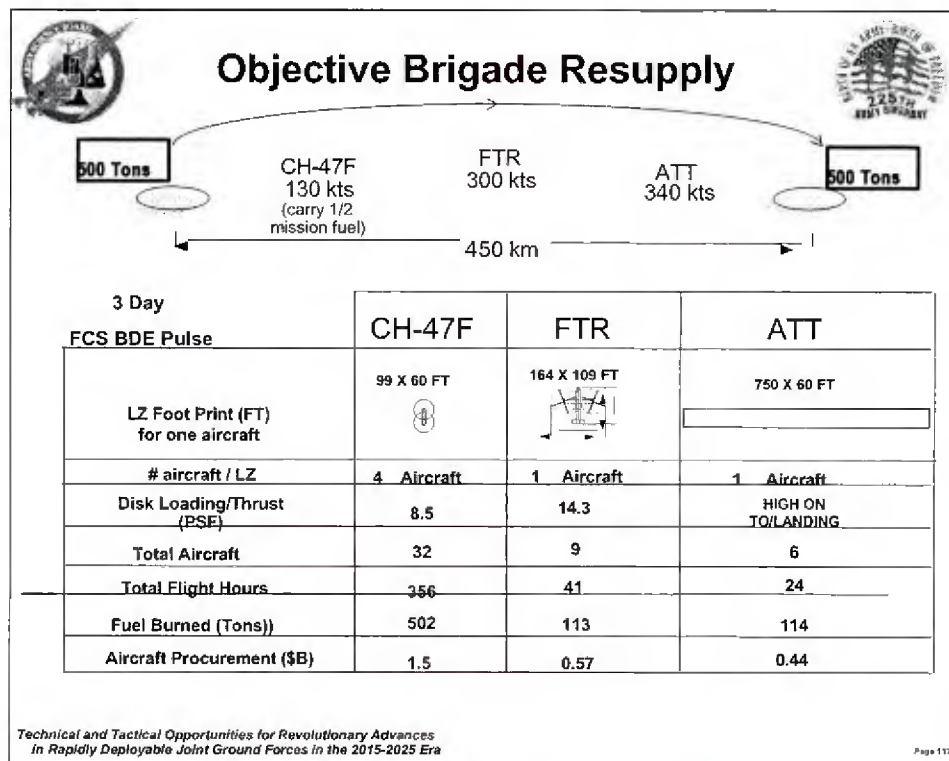 Objective Brigade Resupply
225TH
500 Tons
CH-47F
130 kts
(carry 1/2
mission fuel)
FTR
300 kts
ATT
340 kts
500 Tons
450 km
3 Day
FCS BDE Pulse
CH-47F
FTR
ATT
LZ Foot Print (FT)
for one aircraft
99 X 60 FT
164 X 109 FT
750 X 60 FT
# aircraft / LZ
4 Aircraft
1 Aircraft
1 Aircraft
Disk Loading/Thrust
(PSF)
8.5
14.3
HIGH ON
TO/LANDING
Total Aircraft
32
9
6
Total Flight Hours
356
41
24
Fuel Burned (Tons))
502
113
114
Aircraft Procurement ($B)
1.5
0.57
0.44
Technical and Tactical Opportunities for Revolutionary Advances
in Rapidly Deployable Joint Ground Forces in the 2015-2025 Era
Page 117